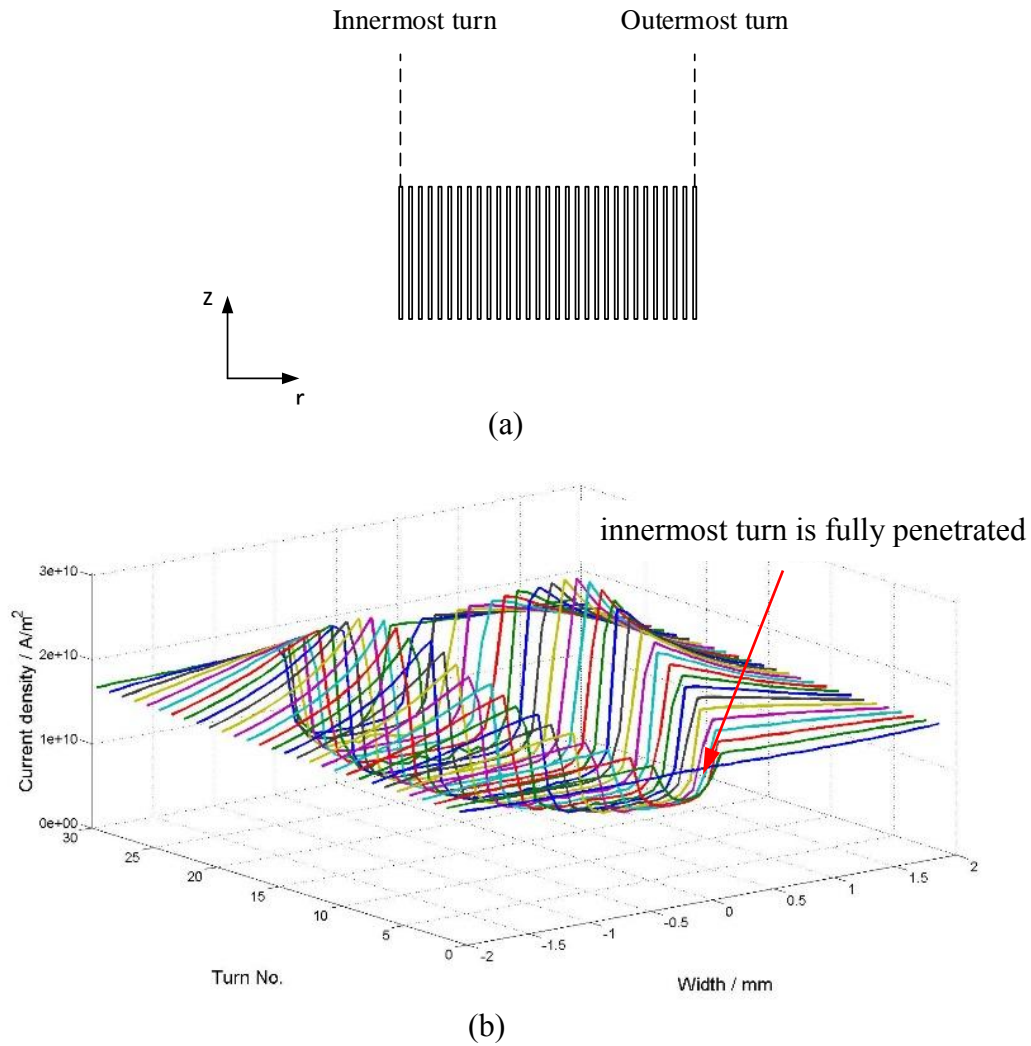 Innermost turn
Outermost turn
z
r
(a)
innermost turn is fully penetrated
Current density / A/m²
3e+10
2e+10
1e+10
0e+00
30
25
20
15
10
5
0
-2
-1.5
-1
-0.5
0
0.5
1
1.5
2
Turn No.
Width / mm
(b)